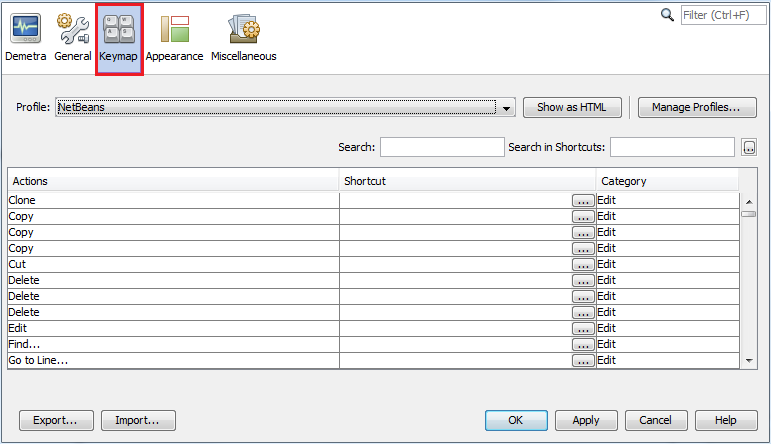 Filter (Ctrl+F)
Demetra General Keymap Appearance Miscellaneous
Profile: NetBeans Show as HTML Manage Profiles...
Search: Search in Shortcuts: ...
Actions Shortcut Category
Clone ... Edit
Copy ... Edit
Copy ... Edit
Copy ... Edit
Cut ... Edit
Delete ... Edit
Delete ... Edit
Delete ... Edit
Edit ... Edit
Find... ... Edit
Go to Line... ... Edit
Export... Import... OK Apply Cancel Help